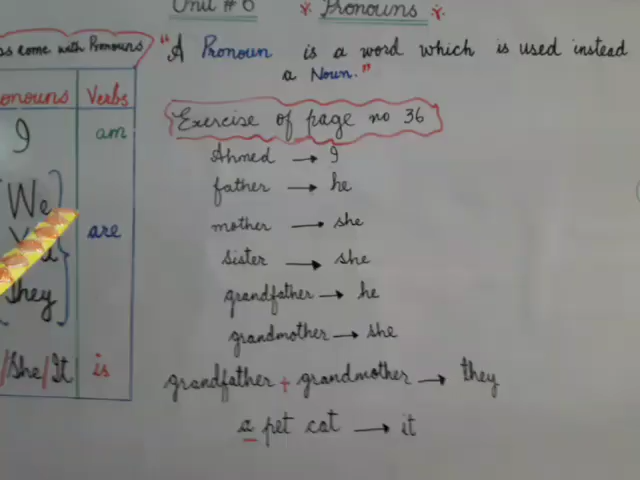 Unit # 6 Pronouns
as come with Pronouns
"A Pronoun is a word which is used instead
a Noun."
onouns Verbs
I am
We
are
They
/She/It is
Exercise of page no 36
Ahmed → I
father → he
mother → she
sister → she
grandfather → he
grandmother → she
grandfather + grandmother → they
a pet cat → it